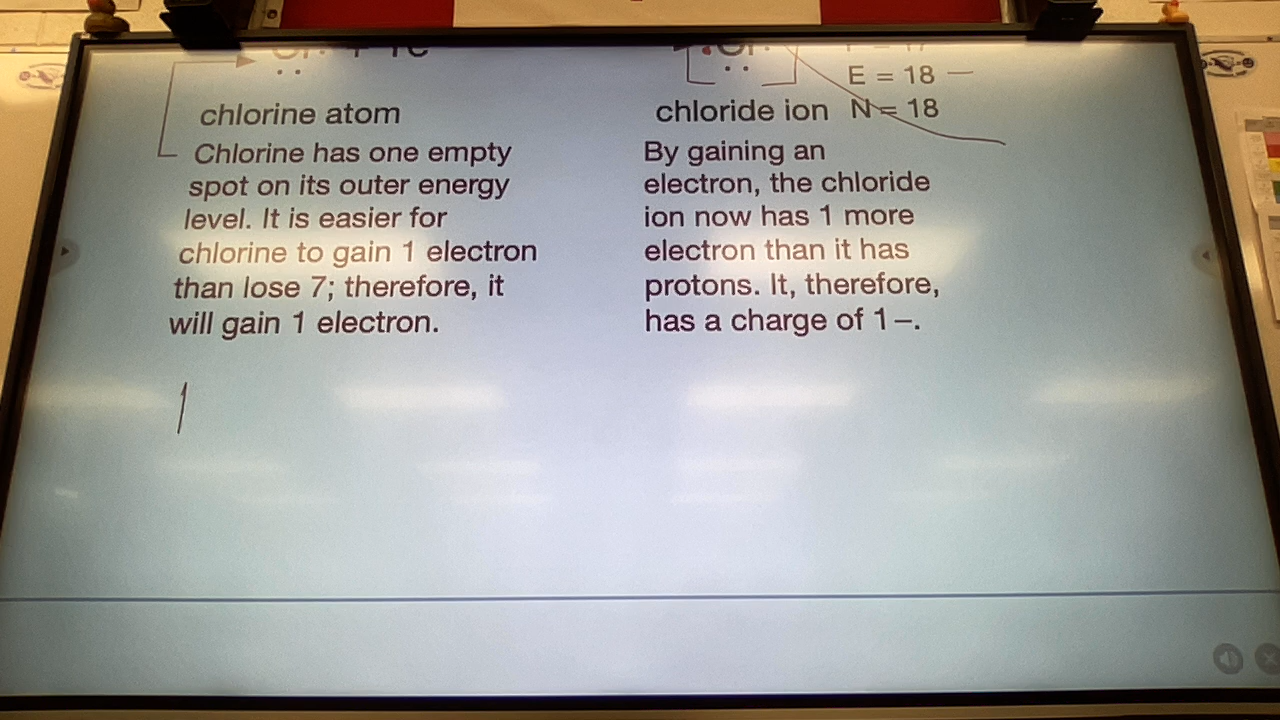 E = 18 —
chlorine atom
chloride ion N = 18
Chlorine has one empty
spot on its outer energy
level. It is easier for
chlorine to gain 1 electron
than lose 7; therefore, it
will gain 1 electron.
By gaining an
electron, the chloride
ion now has 1 more
electron than it has
protons. It, therefore,
has a charge of 1–.